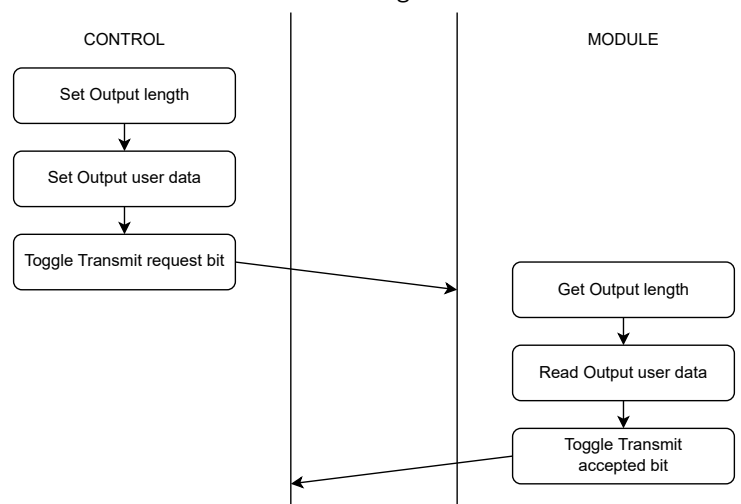 CONTROL
MODULE
Set Output length
Set Output user data
Toggle Transmit request bit
Get Output length
Read Output user data
Toggle Transmit
accepted bit